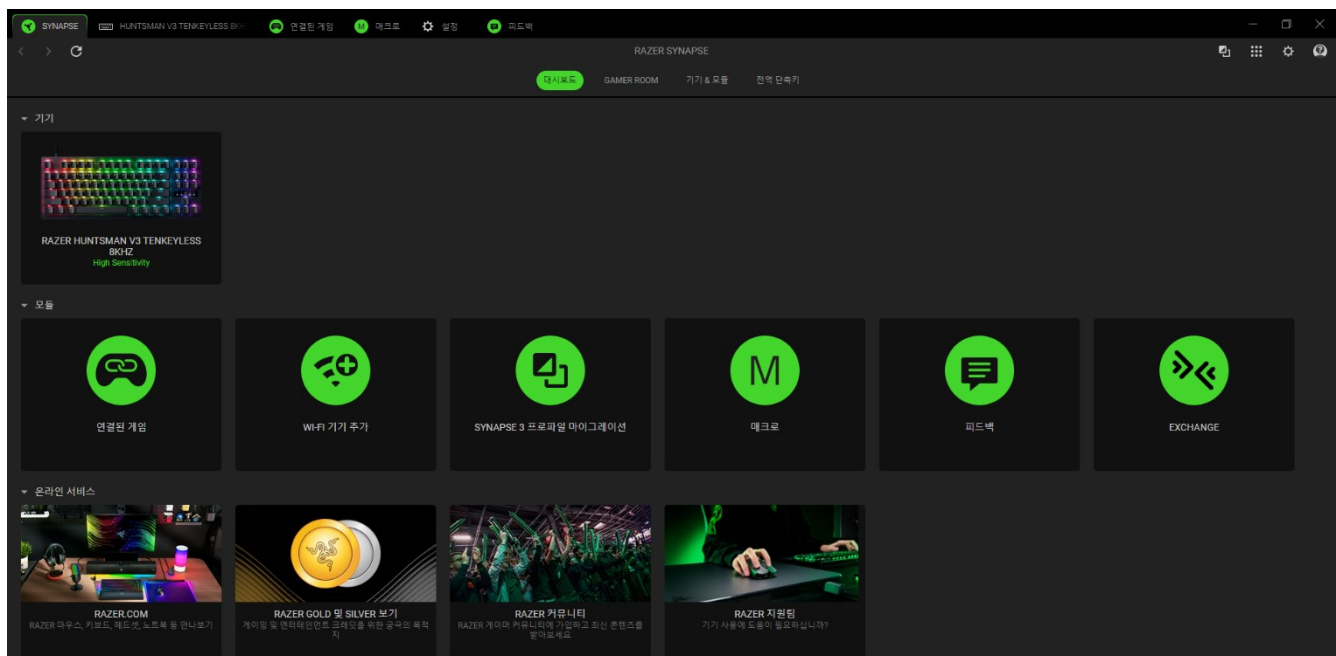 SYNAPSE
HUNTSMAN V3 TENKEYLESS 8KH
연결된 게임
매크로
설정
피드백
RAZER SYNAPSE
대시보드
GAMER ROOM
기기 & 모듈
전역 단축키
기기
RAZER HUNTSMAN V3 TENKEYLESS
8KHZ
High Sensitivity
모듈
연결된 게임
WI-FI 기기 추가
SYNAPSE 3 프로파일 마이그레이션
M
매크로
피드백
EXCHANGE
온라인 서비스
RAZER.COM
RAZER 마우스, 키보드, 헤드셋, 노트북 등 만나보기
RAZER GOLD 및 SILVER 보기
게이밍 및 엔터테인먼트 크레딧을 위한 궁극의 목적
지
RAZER 커뮤니티
RAZER 게이머 커뮤니티에 가입하고 최신 콘텐츠를
받아보세요
RAZER 지원팀
기기 사용에 도움이 필요하십니까?